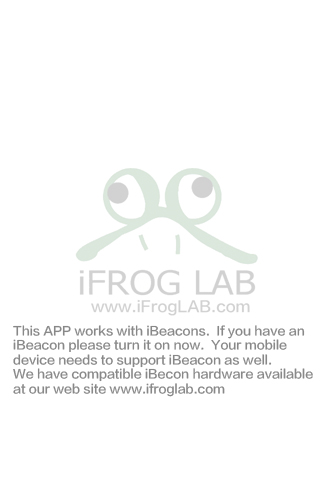 iFROG LAB
www.iFrogLAB.com
This APP works with iBeacons. If you have an
iBeacon please turn it on now. Your mobile
device needs to support iBeacon as well.
We have compatible iBecon hardware available
at our web site www.ifroglab.com